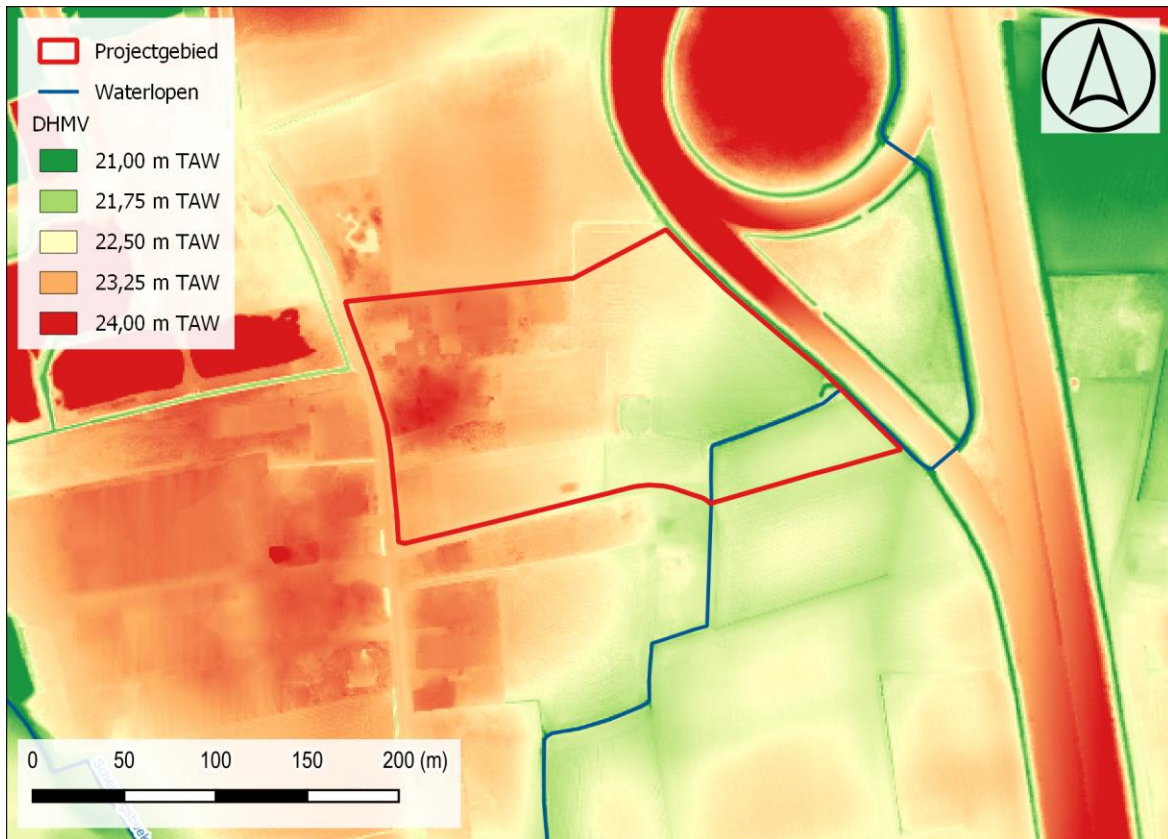 Projectgebied
Waterlopen
DHMV
21,00 m TAW
21,75 m TAW
22,50 m TAW
23,25 m TAW
24,00 m TAW
0 50 100 150 200 (m)